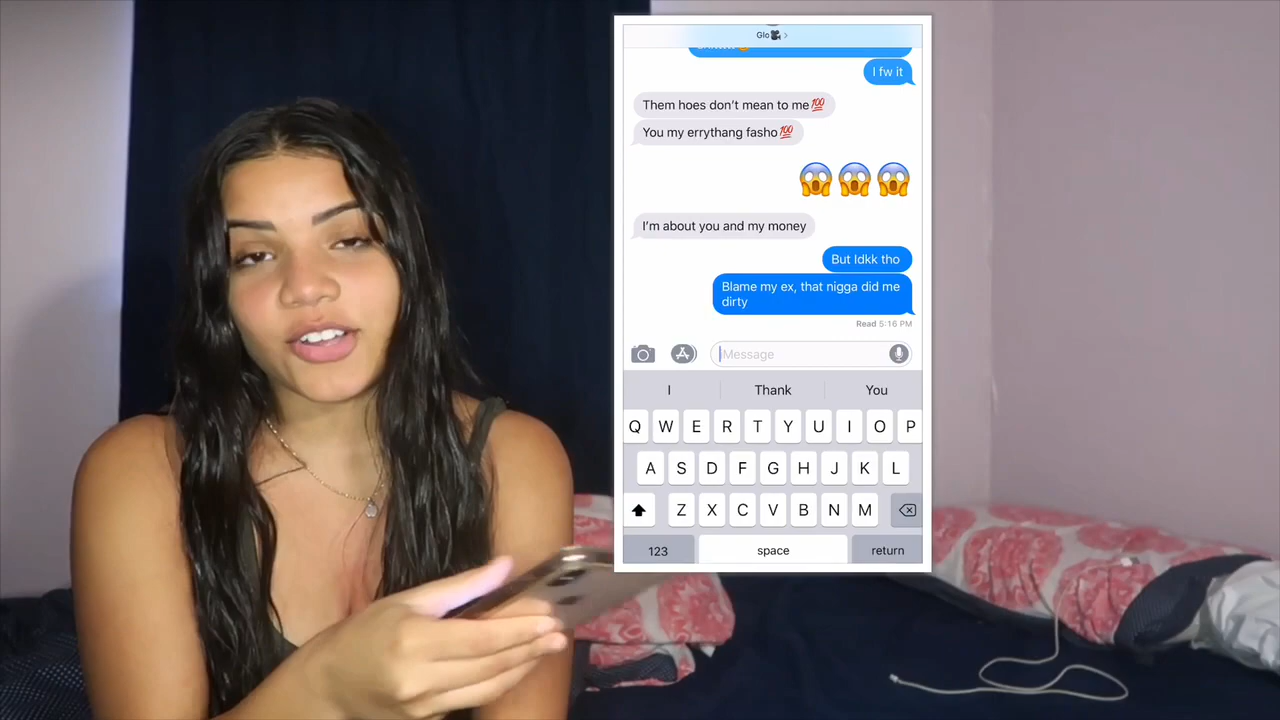 Glo🎥 >
I fw it
Them hoes don't mean to me💯
You my errythang fasho💯
😱😱😱
I'm about you and my money
But Idkk tho
Blame my ex, that nigga did me
dirty
Read 5:16 PM
Message
I Thank You
Q W E R T Y U I O P
A S D F G H J K L
Z X C V B N M
123 space return